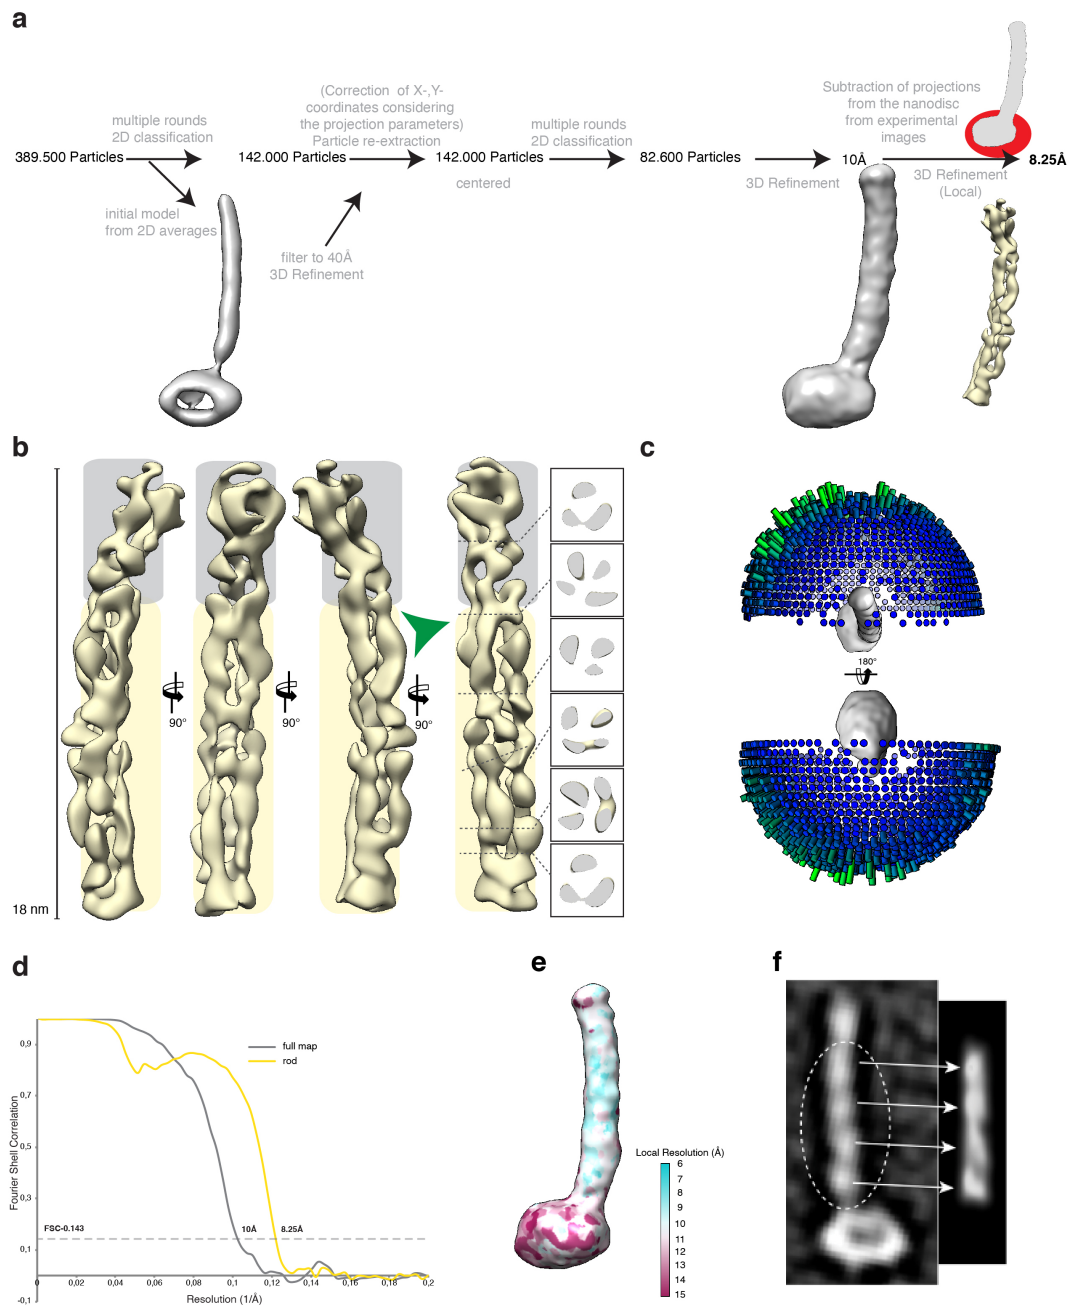 a
multiple rounds
2D classification
(Correction of X-,Y-
coordinates considering
the projection parameters)
Particle re-extraction
multiple rounds
2D classification
Subtraction of projections
from the nanodisc
from experimental
images
389.500 Particles
142.000 Particles
142.000 Particles
82.600 Particles
10Å
8.25Å
centered
3D Refinement
3D Refinement
(Local)
initial model
from 2D averages
filter to 40Å
3D Refinement
b
90°
90°
90°
18 nm
c
180°
d
0,9
0,7
0,5
0,3
0,1
-0,1
Fourier Shell Correlation
full map
rod
FSC-0.143
10Å
8.25Å
0
0,02
0,04
0,06
0,08
0,1
0,12
0,14
0,16
0,18
0,2
Resolution (1/Å)
e
Local Resolution (Å)
6
7
8
9
10
11
12
13
14
15
f